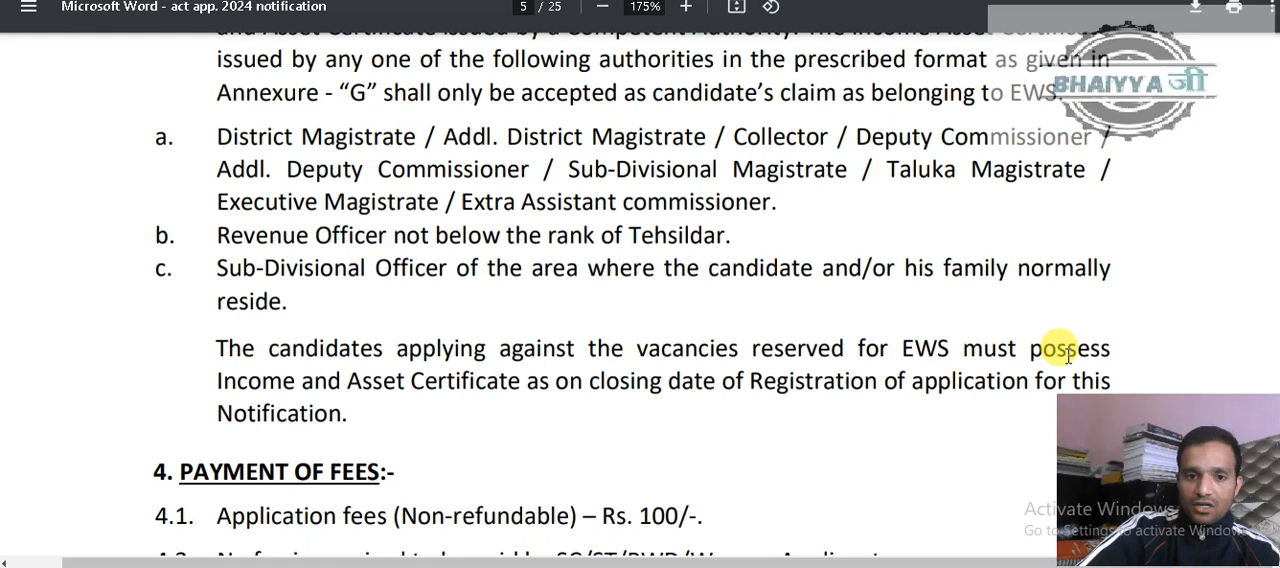 Microsoft Word - act app. 2024 notification
5 / 25
175%
issued by any one of the following authorities in the prescribed format as given in
Annexure - “G” shall only be accepted as candidate’s claim as belonging to EWS.
BHAIYYA जी
a. District Magistrate / Addl. District Magistrate / Collector / Deputy Commissioner /
Addl. Deputy Commissioner / Sub-Divisional Magistrate / Taluka Magistrate /
Executive Magistrate / Extra Assistant commissioner.
b. Revenue Officer not below the rank of Tehsildar.
c. Sub-Divisional Officer of the area where the candidate and/or his family normally
reside.
The candidates applying against the vacancies reserved for EWS must possess
Income and Asset Certificate as on closing date of Registration of application for this
Notification.
4. PAYMENT OF FEES:-
4.1. Application fees (Non-refundable) – Rs. 100/-.
Activate Windows
Go to Settings to activate Windows